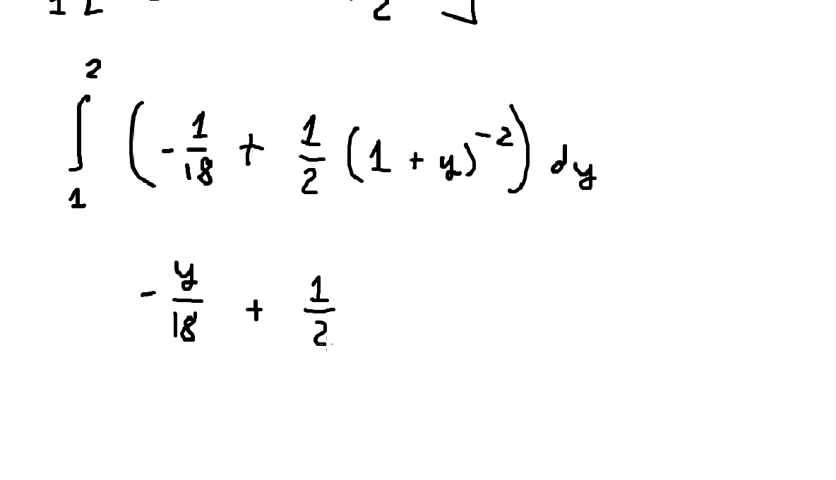 ∫₁² (-1/18 + 1/2 (1 + y)⁻²) dy
- y/18 + 1/2